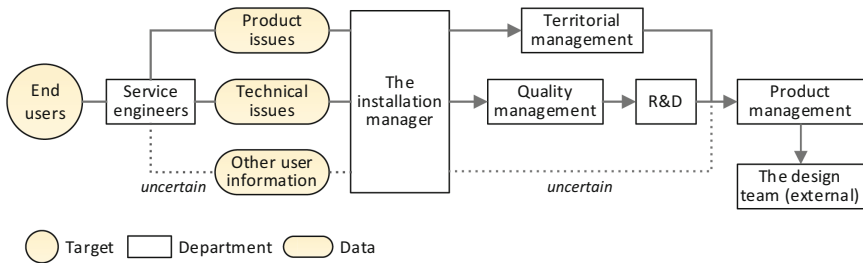 Product
issues
Territorial
management
End
users
Service
engineers
Technical
issues
The
installation
manager
Quality
management
R&D
Product
management
Other user
information
uncertain
uncertain
The design
team (external)
Target
Department
Data